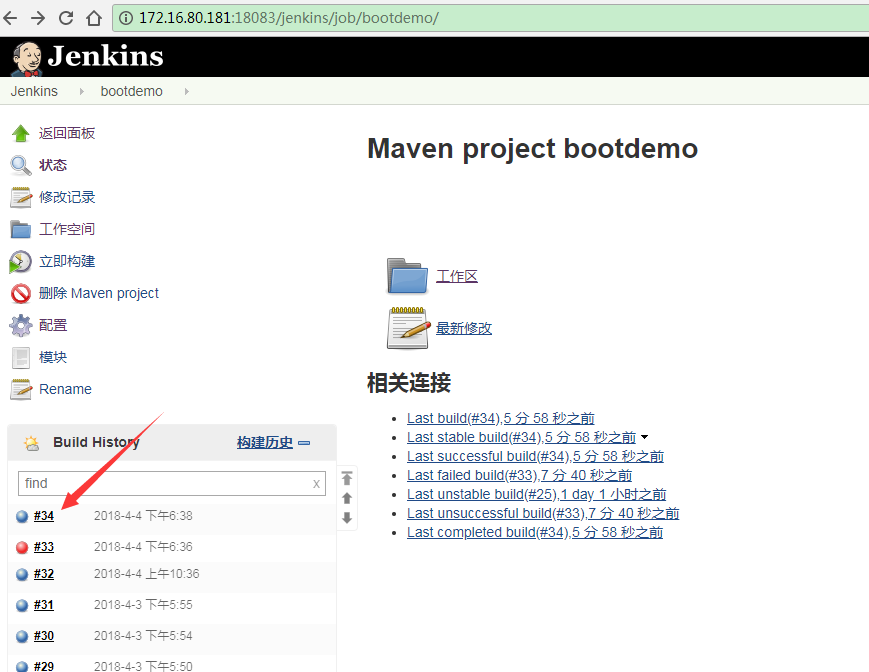 172.16.80.181:18083/jenkins/job/bootdemo/
Jenkins
Jenkins bootdemo
返回面板
状态
修改记录
工作空间
立即构建
删除 Maven project
配置
模块
Rename
Build History 构建历史
find x
#34 2018-4-4 下午6:38
#33 2018-4-4 下午6:36
#32 2018-4-4 上午10:36
#31 2018-4-3 下午5:55
#30 2018-4-3 下午5:54
#29 2018-4-3 下午5:50
Maven project bootdemo
工作区
最新修改
相关连接
Last build(#34),5 分 58 秒之前
Last stable build(#34),5 分 58 秒之前
Last successful build(#34),5 分 58 秒之前
Last failed build(#33),7 分 40 秒之前
Last unstable build(#25),1 day 1 小时之前
Last unsuccessful build(#33),7 分 40 秒之前
Last completed build(#34),5 分 58 秒之前